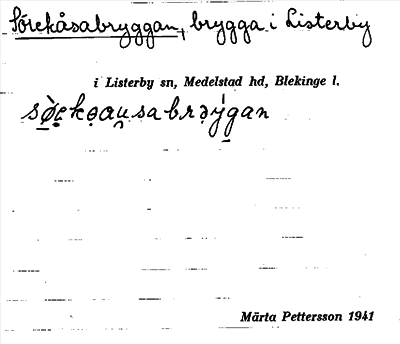 Sörekåsabryggan, brygga i Listerby
i Listerby sn, Medelstad hd, Blekinge l.
Märta Pettersson 1941